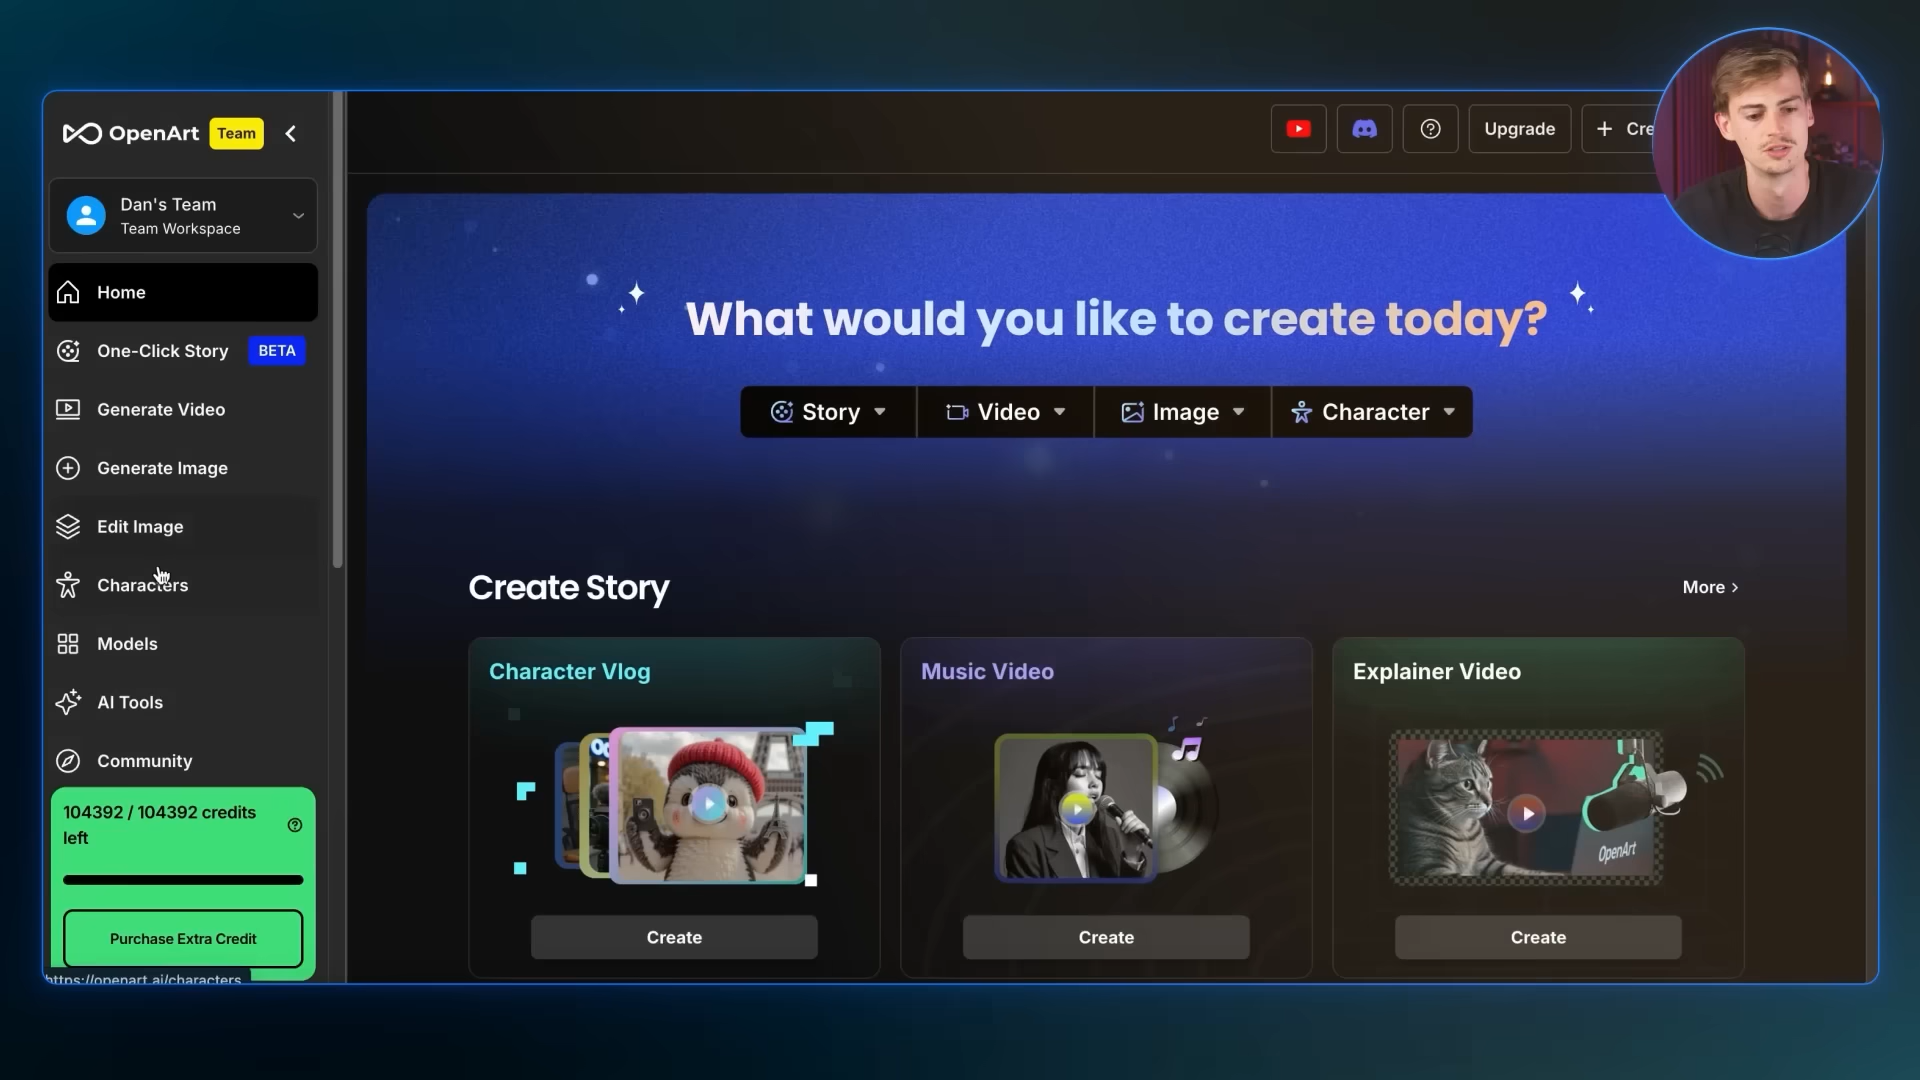 OpenArt Team
Dan's Team
Team Workspace
Home
One-Click Story BETA
Generate Video
Generate Image
Edit Image
Characters
Models
AI Tools
Community
104392 / 104392 credits
left
Purchase Extra Credit
https://openart.ai/characters
Upgrade
+ Cre
What would you like to create today?
Story
Video
Image
Character
Create Story
More >
Character Vlog
Music Video
Explainer Video
OpenArt
Create
Create
Create